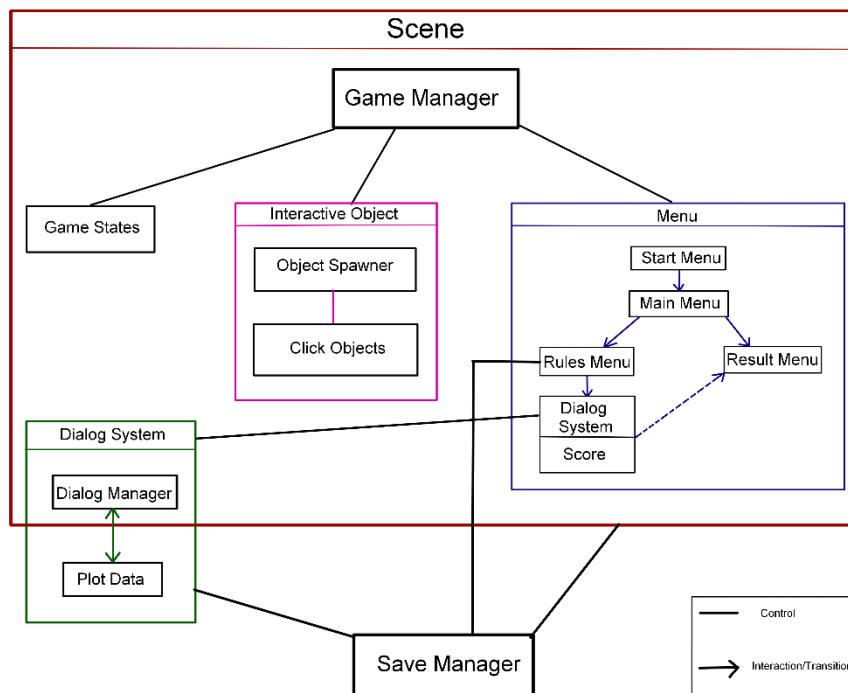 Scene
Game Manager
Game States
Interactive Object
Object Spawner
Click Objects
Menu
Start Menu
Main Menu
Rules Menu
Result Menu
Dialog
System
Score
Dialog System
Dialog Manager
Plot Data
Save Manager
Control
Interaction/Transition